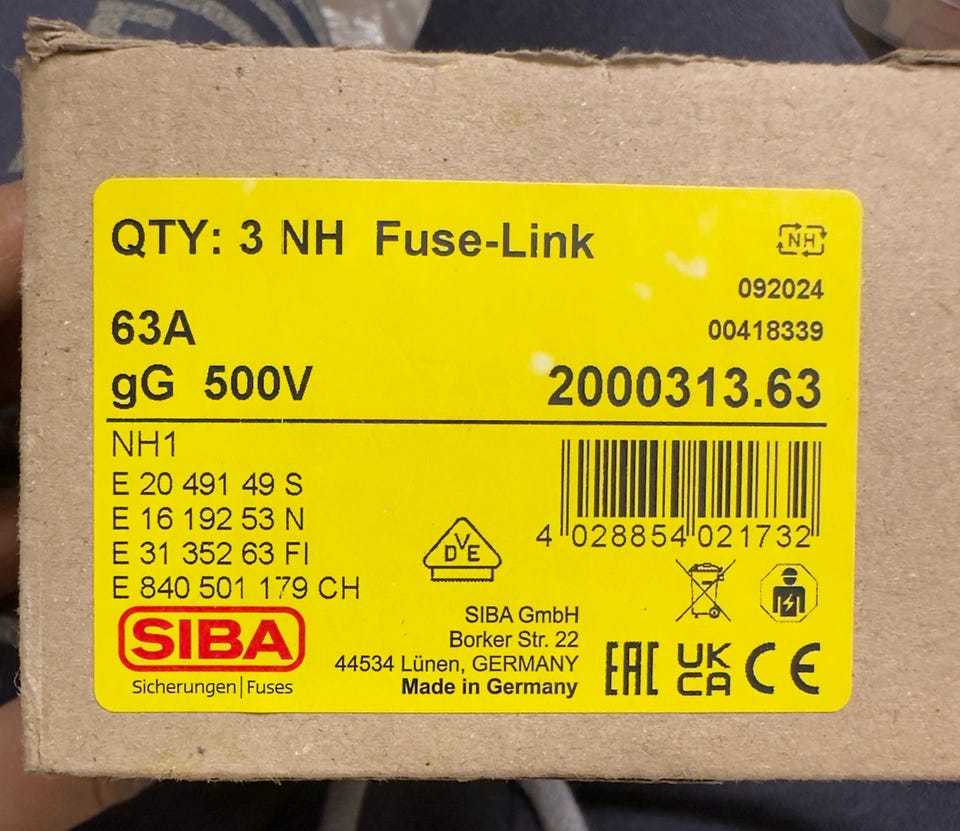 QTY: 3 NH Fuse-Link
NH
092024
63A
00418339
gG 500V
2000313.63
NH1
E 20 491 49 S
E 16 192 53 N
E 31 352 63 FI
E 840 501 179 CH
4 028854 021732
DVE
SIBA
Sicherungen|Fuses
SIBA GmbH
Borker Str. 22
44534 Lünen, GERMANY
Made in Germany
EAC
UK
CA
CE